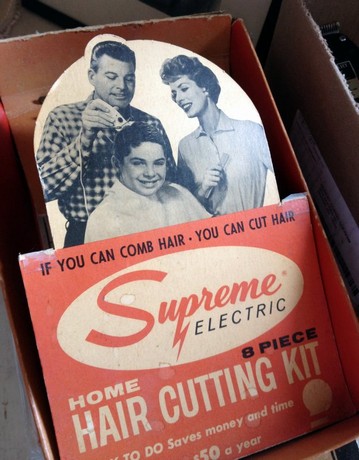 IF YOU CAN COMB HAIR • YOU CAN CUT HAIR
Supreme®
ELECTRIC
8 PIECE
HOME
HAIR CUTTING KIT
TO DO Saves money and time
$50 a year